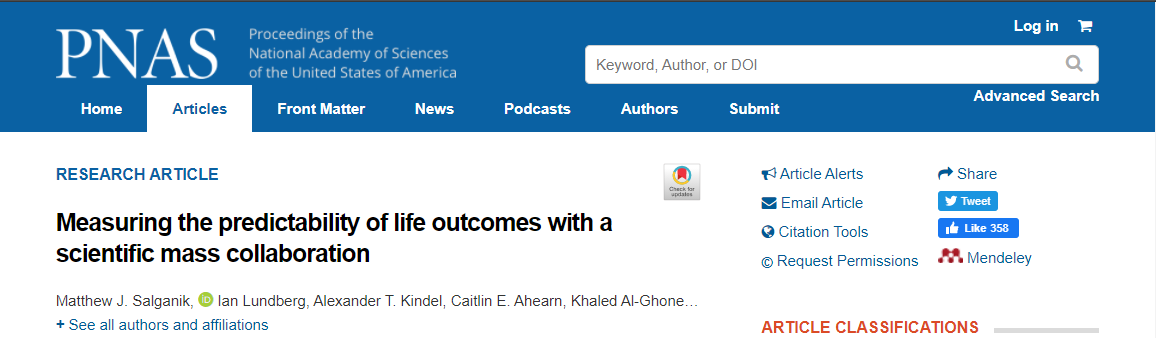 Log in
PNAS
Proceedings of the
National Academy of Sciences
of the United States of America
Keyword, Author, or DOI
Advanced Search
Home Articles Front Matter News Podcasts Authors Submit
RESEARCH ARTICLE
Check for
updates
Measuring the predictability of life outcomes with a
scientific mass collaboration
Matthew J. Salganik, iD Ian Lundberg, Alexander T. Kindel, Caitlin E. Ahearn, Khaled Al-Ghone…
+ See all authors and affiliations
Article Alerts
Email Article
Citation Tools
© Request Permissions
Share
Tweet
Like 358
Mendeley
ARTICLE CLASSIFICATIONS